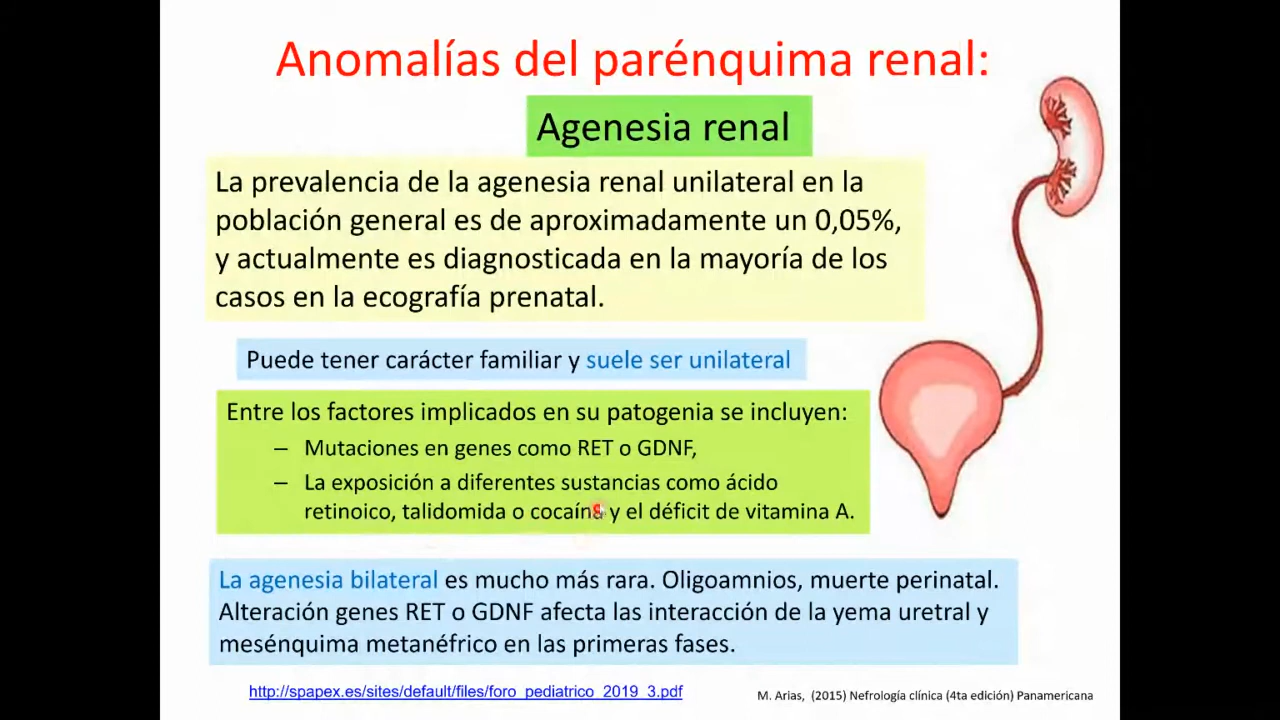 Anomalías del parénquima renal:
Agenesia renal
La prevalencia de la agenesia renal unilateral en la
población general es de aproximadamente un 0,05%,
y actualmente es diagnosticada en la mayoría de los
casos en la ecografía prenatal.
Puede tener carácter familiar y suele ser unilateral
Entre los factores implicados en su patogenia se incluyen:
– Mutaciones en genes como RET o GDNF,
– La exposición a diferentes sustancias como ácido
retinoico, talidomida o cocaína y el déficit de vitamina A.
La agenesia bilateral es mucho más rara. Oligoamnios, muerte perinatal.
Alteración genes RET o GDNF afecta las interacción de la yema uretral y
mesénquima metanéfrico en las primeras fases.
http://spapex.es/sites/default/files/foro_pediatrico_2019_3.pdf
M. Arias, (2015) Nefrología clínica (4ta edición) Panamericana